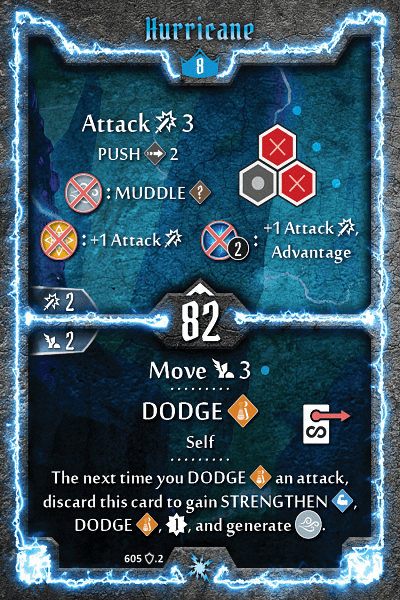 Hurricane
8
Attack 3
PUSH 2
: MUDDLE ?
: +1 Attack
2 : +1 Attack,
Advantage
2
82
2
Move 3
DODGE
Self
The next time you DODGE an attack,
discard this card to gain STRENGTHEN,
DODGE, 1, and generate.
605 .2